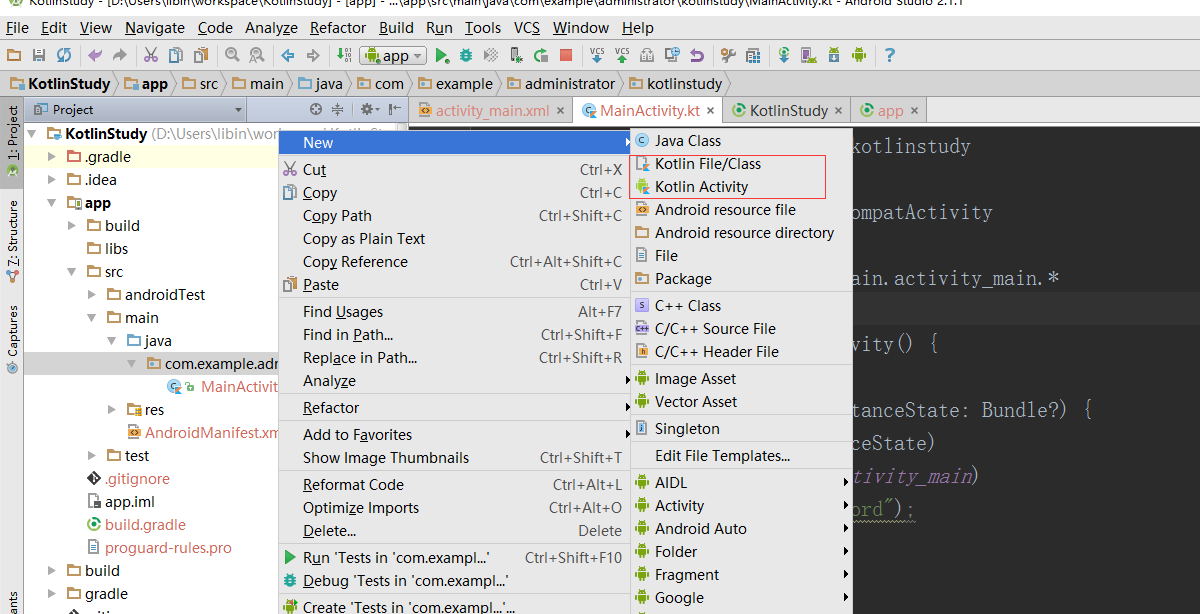 KotlinStudy - [D:\Users\libin\workspace\KotlinStudy] - [app] - ...\app\src\main\java\com\example\administrator\kotlinstudy\MainActivity.kt - Android Studio 2.1.1
File Edit View Navigate Code Analyze Refactor Build Run Tools VCS Window Help
app VCS VCS ?
KotlinStudy app src main java com example administrator kotlinstudy
Project activity_main.xml × MainActivity.kt × KotlinStudy × app ×
1: Project
7: Structure
Captures
KotlinStudy (D:\Users\libin\wor
.gradle
.idea
app
build
libs
src
androidTest
main
java
com.example.adr
MainActivit
res
AndroidManifest.xm
test
.gitignore
app.iml
build.gradle
proguard-rules.pro
build
gradle
New
Cut Ctrl+X
Copy Ctrl+C
Copy Path Ctrl+Shift+C
Copy as Plain Text
Copy Reference Ctrl+Alt+Shift+C
Paste Ctrl+V
Find Usages Alt+F7
Find in Path... Ctrl+Shift+F
Replace in Path... Ctrl+Shift+R
Analyze
Refactor
Add to Favorites
Show Image Thumbnails Ctrl+Shift+T
Reformat Code Ctrl+Alt+L
Optimize Imports Ctrl+Alt+O
Delete... Delete
Run 'Tests in 'com.exampl...' Ctrl+Shift+F10
Debug 'Tests in 'com.exampl...'
Create 'Tests in 'com.exampl...'...
Java Class
Kotlin File/Class
Kotlin Activity
Android resource file
Android resource directory
File
Package
C++ Class
C/C++ Source File
C/C++ Header File
Image Asset
Vector Asset
Singleton
Edit File Templates...
AIDL
Activity
Android Auto
Folder
Fragment
Google
kotlinstudy
ompatActivity
ain.activity_main.*
vity() {
tanceState: Bundle?) {
ceState)
tivity_main)
ord");